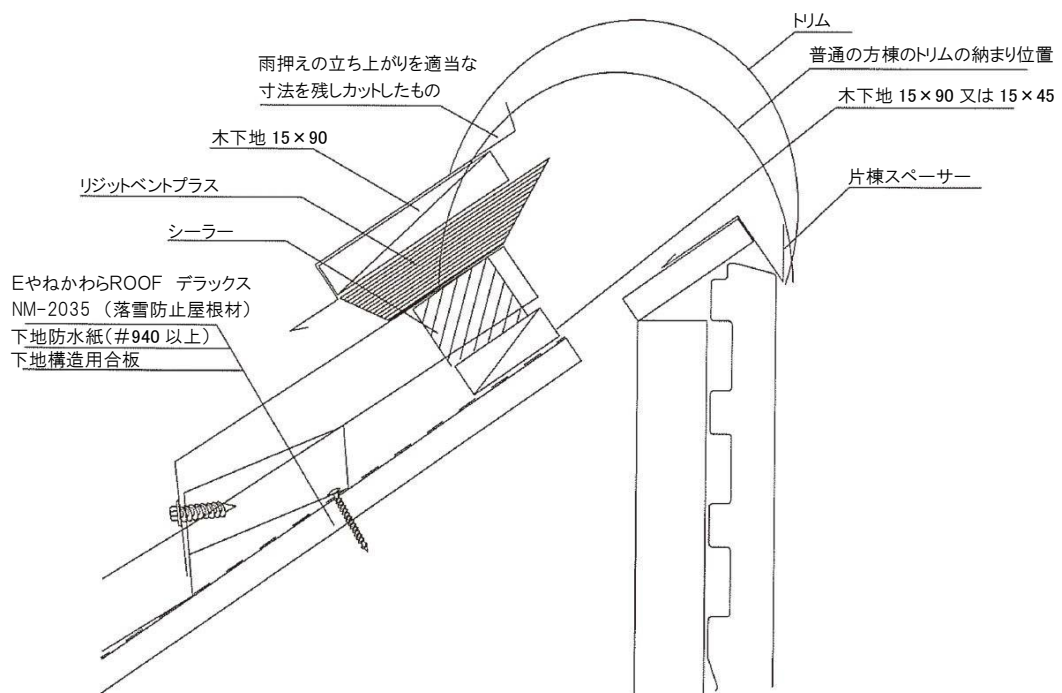 トリム
普通の方棟のトリムの納まり位置
木下地 15×90 又は 15×45
片棟スペーサー
雨押えの立ち上がりを適当な
寸法を残しカットしたもの
木下地 15×90
リジットベントプラス
シーラー
EやねかわらROOF デラックス
NM-2035 (落雪防止屋根材)
下地防水紙(#940 以上)
下地構造用合板